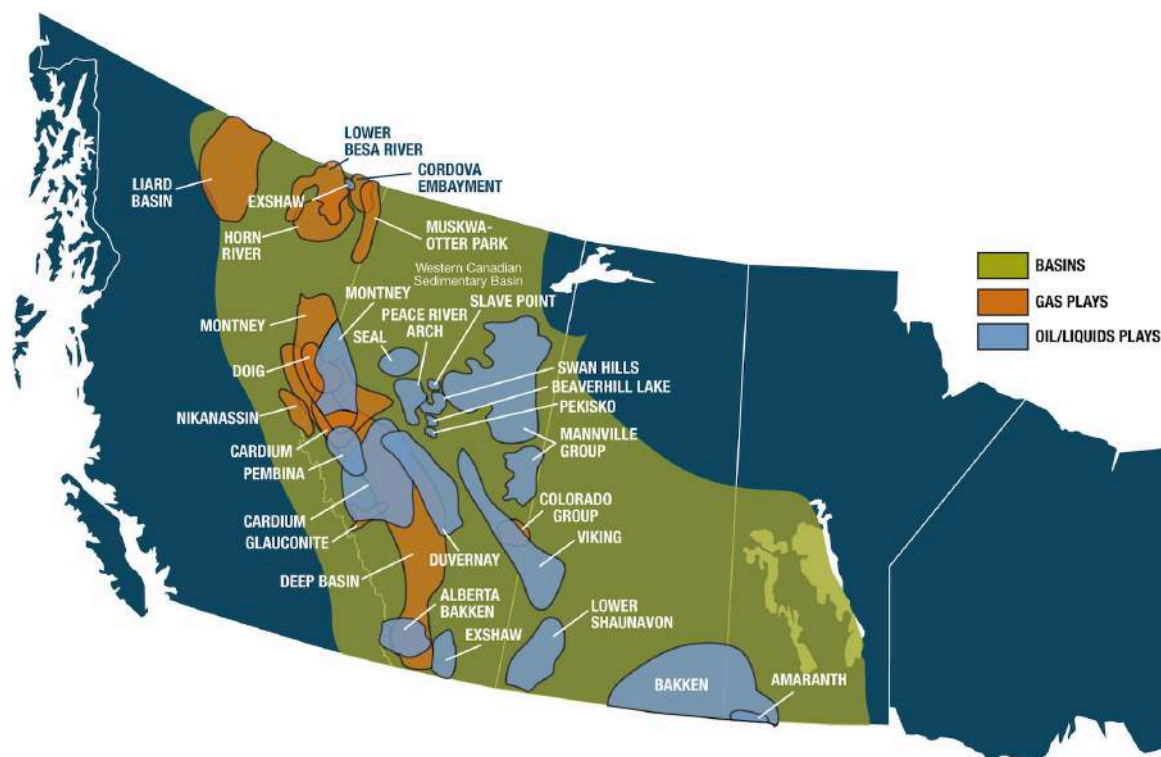 LOWER
BESA RIVER
CORDOVA
EMBAYMENT
LIARD
BASIN
EXSHAW
HORN
RIVER
MUSKWA-
OTTER PARK
Western Canadian
Sedimentary Basin
BASINS
GAS PLAYS
OIL/LIQUIDS PLAYS
MONTNEY
SLAVE POINT
PEACE RIVER
ARCH
MONTNEY
SEAL
DOIG
SWAN HILLS
BEAVERHILL LAKE
PEKISKO
NIKANASSIN
MANNVILLE
GROUP
CARDIUM
PEMBINA
COLORADO
GROUP
CARDIUM
GLAUCONITE
VIKING
DUVERNAY
DEEP BASIN
ALBERTA
BAKKEN
LOWER
SHAUNAVON
EXSHAW
BAKKEN
AMARANTH